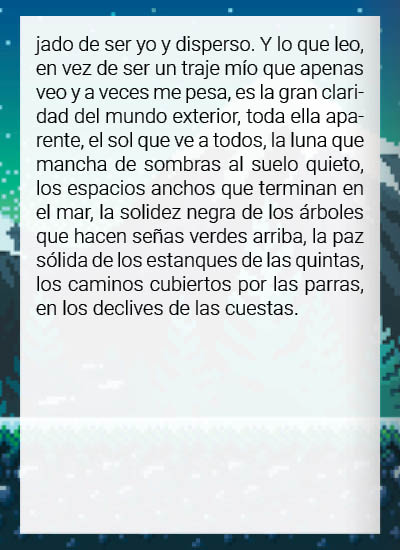 jado de ser yo y disperso. Y lo que leo,
en vez de ser un traje mío que apenas
veo y a veces me pesa, es la gran clari-
dad del mundo exterior, toda ella apa-
rente, el sol que ve a todos, la luna que
mancha de sombras al suelo quieto,
los espacios anchos que terminan en
el mar, la solidez negra de los árboles
que hacen señas verdes arriba, la paz
sólida de los estanques de las quintas,
los caminos cubiertos por las parras,
en los declives de las cuestas.